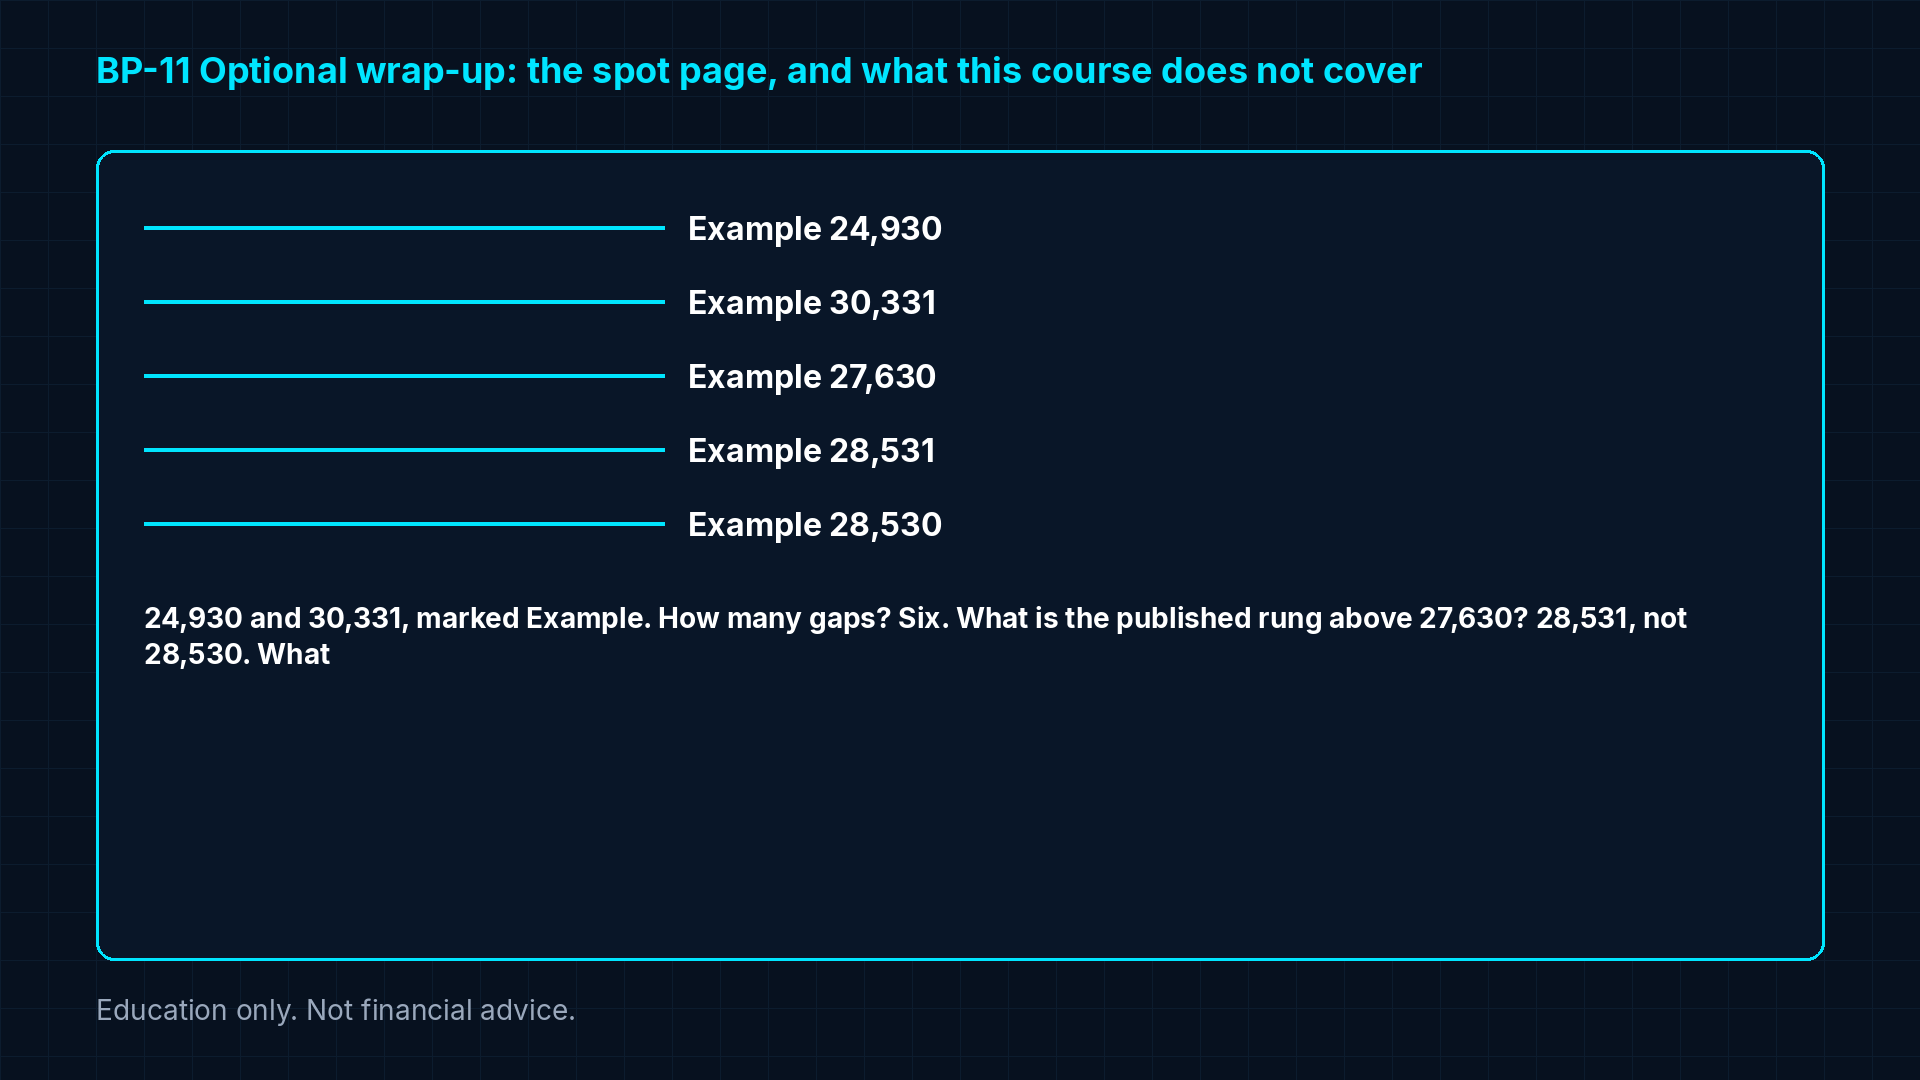 BP-11 Optional wrap-up: the spot page, and what this course does not cover
Example 24,930
Example 30,331
Example 27,630
Example 28,531
Example 28,530
24,930 and 30,331, marked Example. How many gaps? Six. What is the published rung above 27,630? 28,531, not
28,530. What
Education only. Not financial advice.